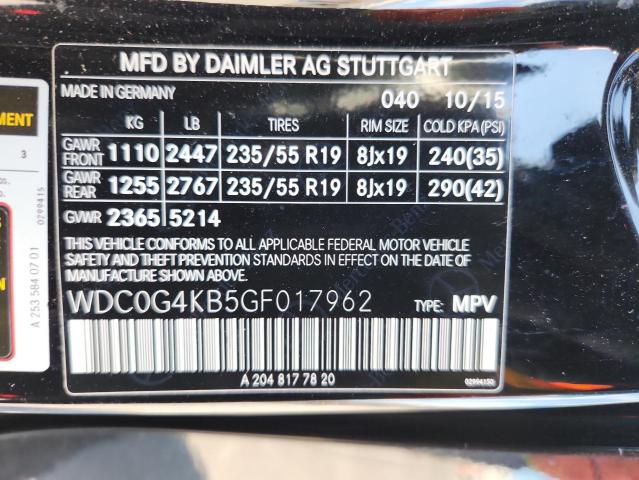 MFD BY DAIMLER AG STUTTGART
MADE IN GERMANY 040 10/15
KG LB TIRES RIM SIZE COLD KPA (PSI)
GAWR FRONT 1110 2447 235/55 R19 8Jx19 240(35)
GAWR REAR 1255 2767 235/55 R19 8Jx19 290(42)
GVWR 2365 5214
THIS VEHICLE CONFORMS TO ALL APPLICABLE FEDERAL MOTOR VEHICLE
SAFETY AND THEFT PREVENTION STANDARDS IN EFFECT ON THE DATE OF
MANUFACTURE SHOWN ABOVE.
WDC0G4KB5GF017962 TYPE: MPV
A 204 817 78 20 02994150
MENT
3
0299415
A 253 584 07 01